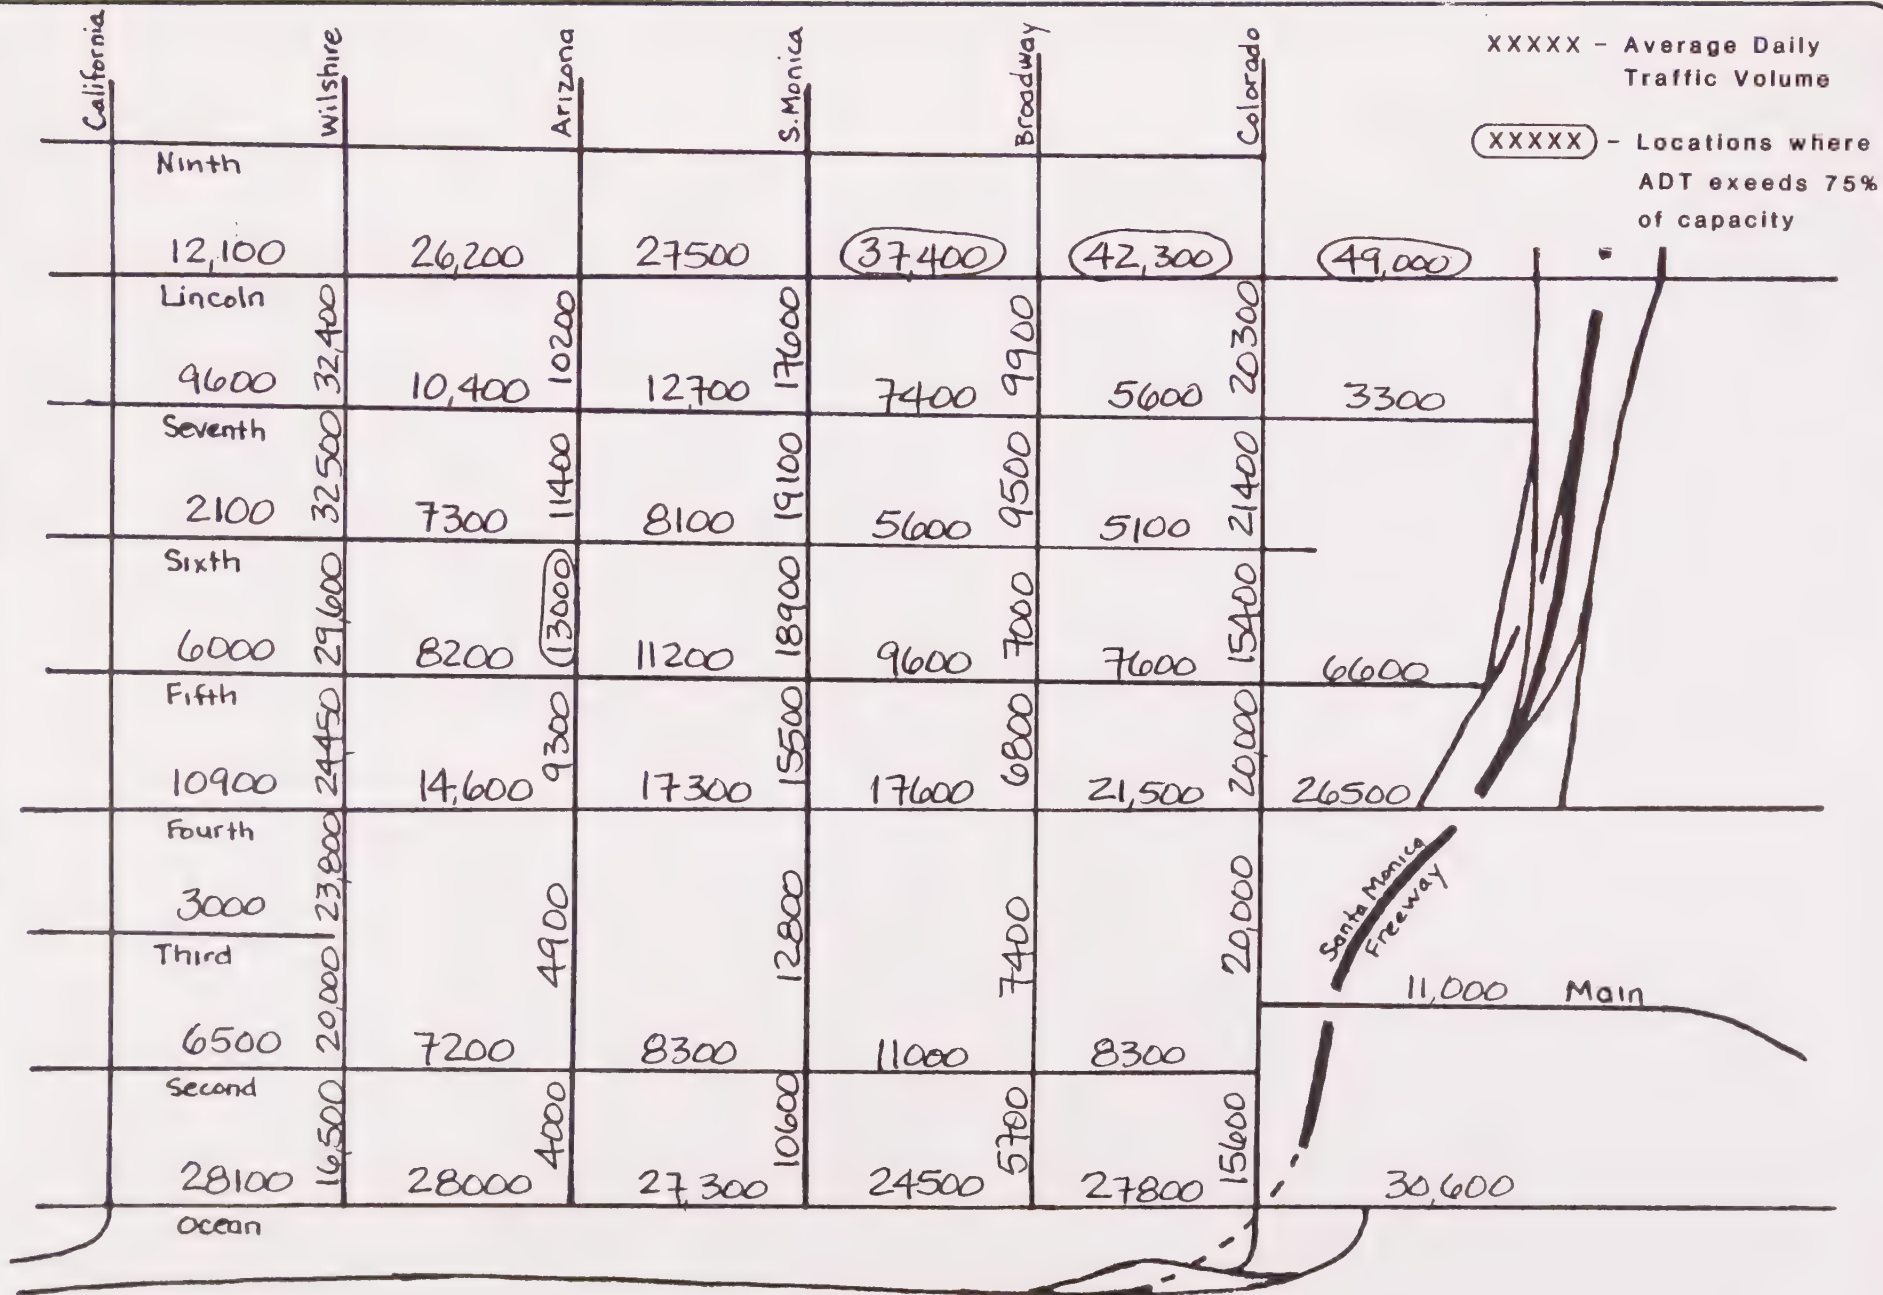 California
Wilshire
Arizona
S.Monica
Broadway
Colorado
XXXXX - Average Daily
Traffic Volume
XXXXX - Locations where
ADT exeeds 75%
of capacity
Ninth
12,100 26,200 27500 37,400 42,300 49,000
Lincoln
32,400 10200 17600 9900 20300
9600 10,400 12,700 7400 5600 3300
Seventh
32500 11400 19100 9500 21400
2100 7300 8100 5600 5100
Sixth
29,600 13000 18900 7000 15400
6000 8200 11200 9600 7600 6600
Fifth
24450 9300 15500 6800 20,000
10900 14,600 17300 17600 21,500 26500
Fourth
23,800 4900 12800 7400 20,000
3000
Santa Monica
Freeway
Third
20,000
11,000 Main
6500 7200 8300 11000 8300
Second
16,500 4000 10600 5700 15600
28100 28000 27,300 24500 27800 30,600
Ocean